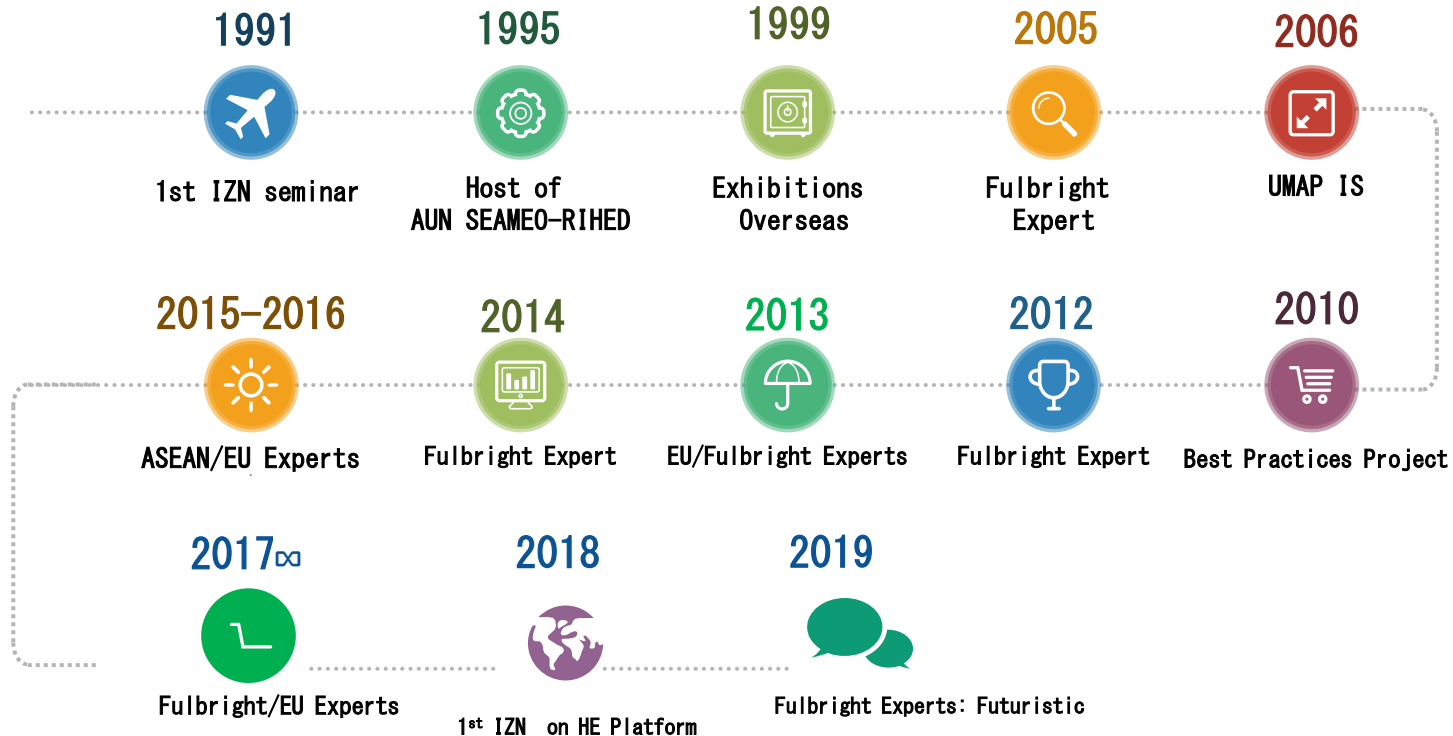 1991
1995
1999
2005
2006
1st IZN seminar
Host of
AUN SEAMEO-RIHED
Exhibitions
Overseas
Fulbright
Expert
UMAP IS
2015-2016
2014
2013
2012
2010
ASEAN/EU Experts
Fulbright Expert
EU/Fulbright Experts
Fulbright Expert
Best Practices Project
2017∞
2018
2019
Fulbright/EU Experts
1st IZN on HE Platform
Fulbright Experts: Futuristic